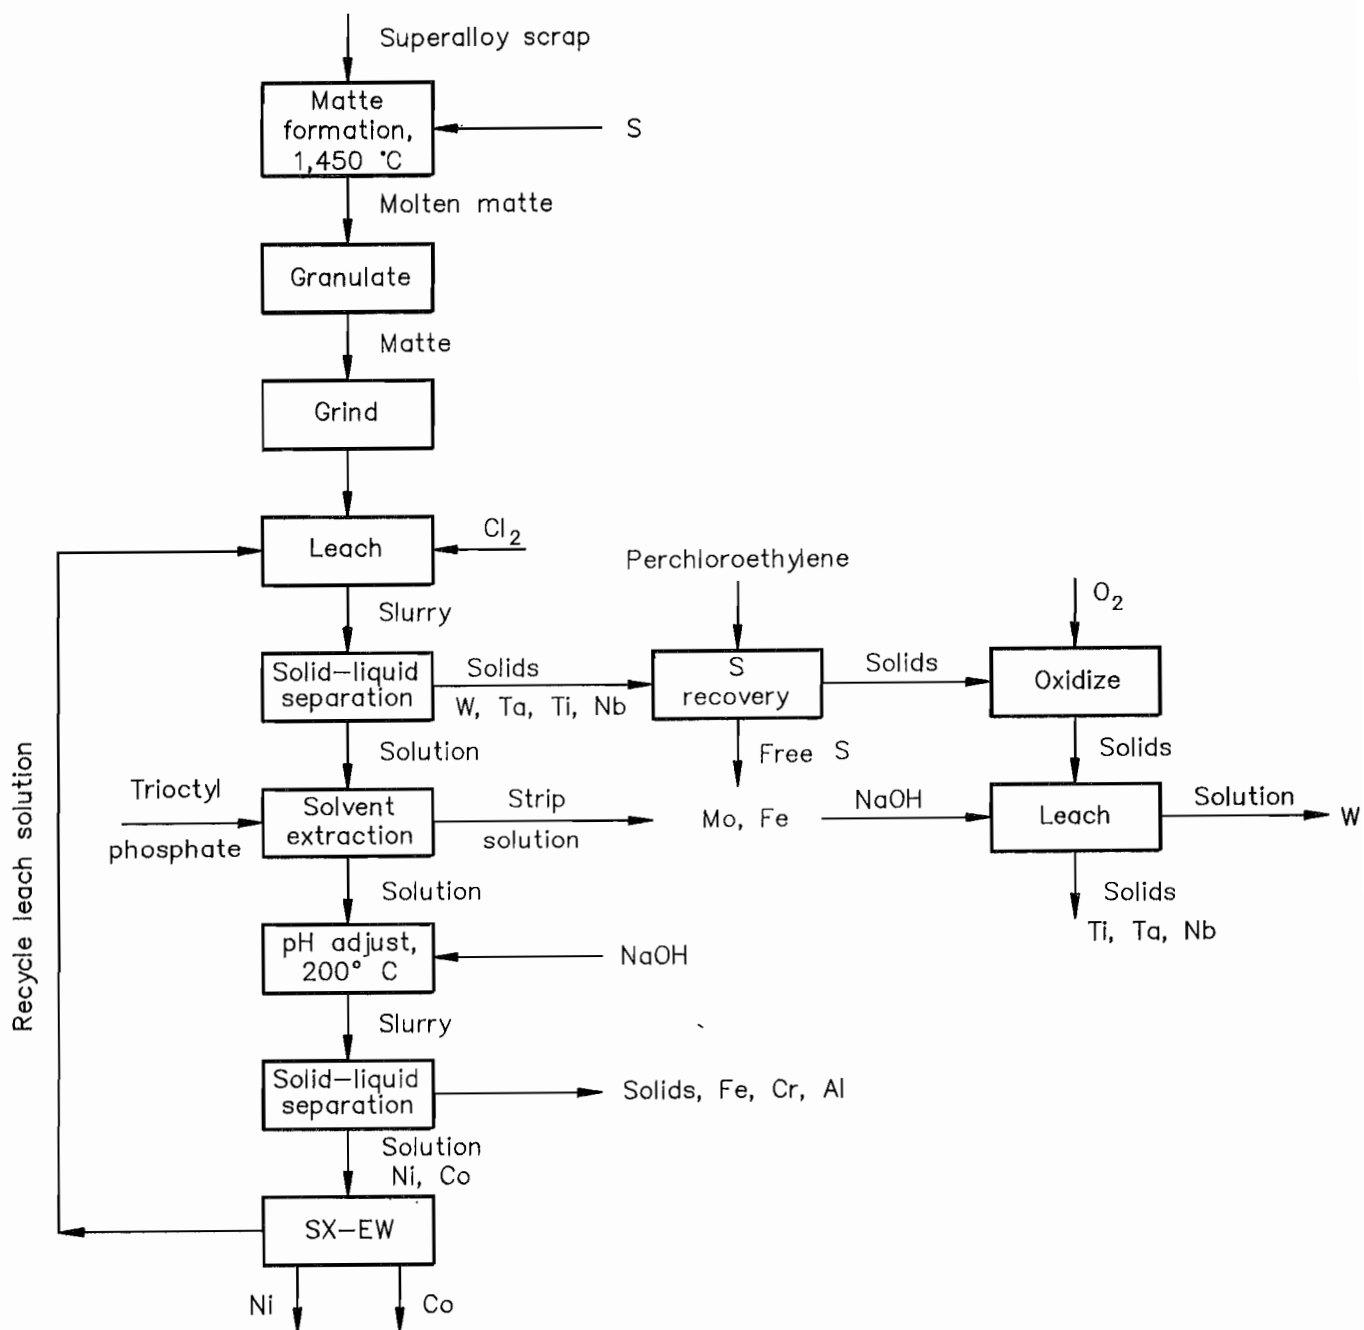 Superalloy scrap
Matte
formation,
1,450 °C
S
Molten matte
Granulate
Matte
Grind
Leach
Cl2
Slurry
Perchloroethylene
O2
Solid-liquid
separation
Solids
W, Ta, Ti, Nb
S
recovery
Solids
Oxidize
Solution
Free S
Solids
Trioctyl
phosphate
Solvent
extraction
Strip
solution
Mo, Fe
NaOH
Leach
Solution
W
Solution
Solids
Ti, Ta, Nb
pH adjust,
200° C
NaOH
Slurry
Solid-liquid
separation
Solids, Fe, Cr, Al
Solution
Ni, Co
SX-EW
Ni
Co
Recycle leach solution